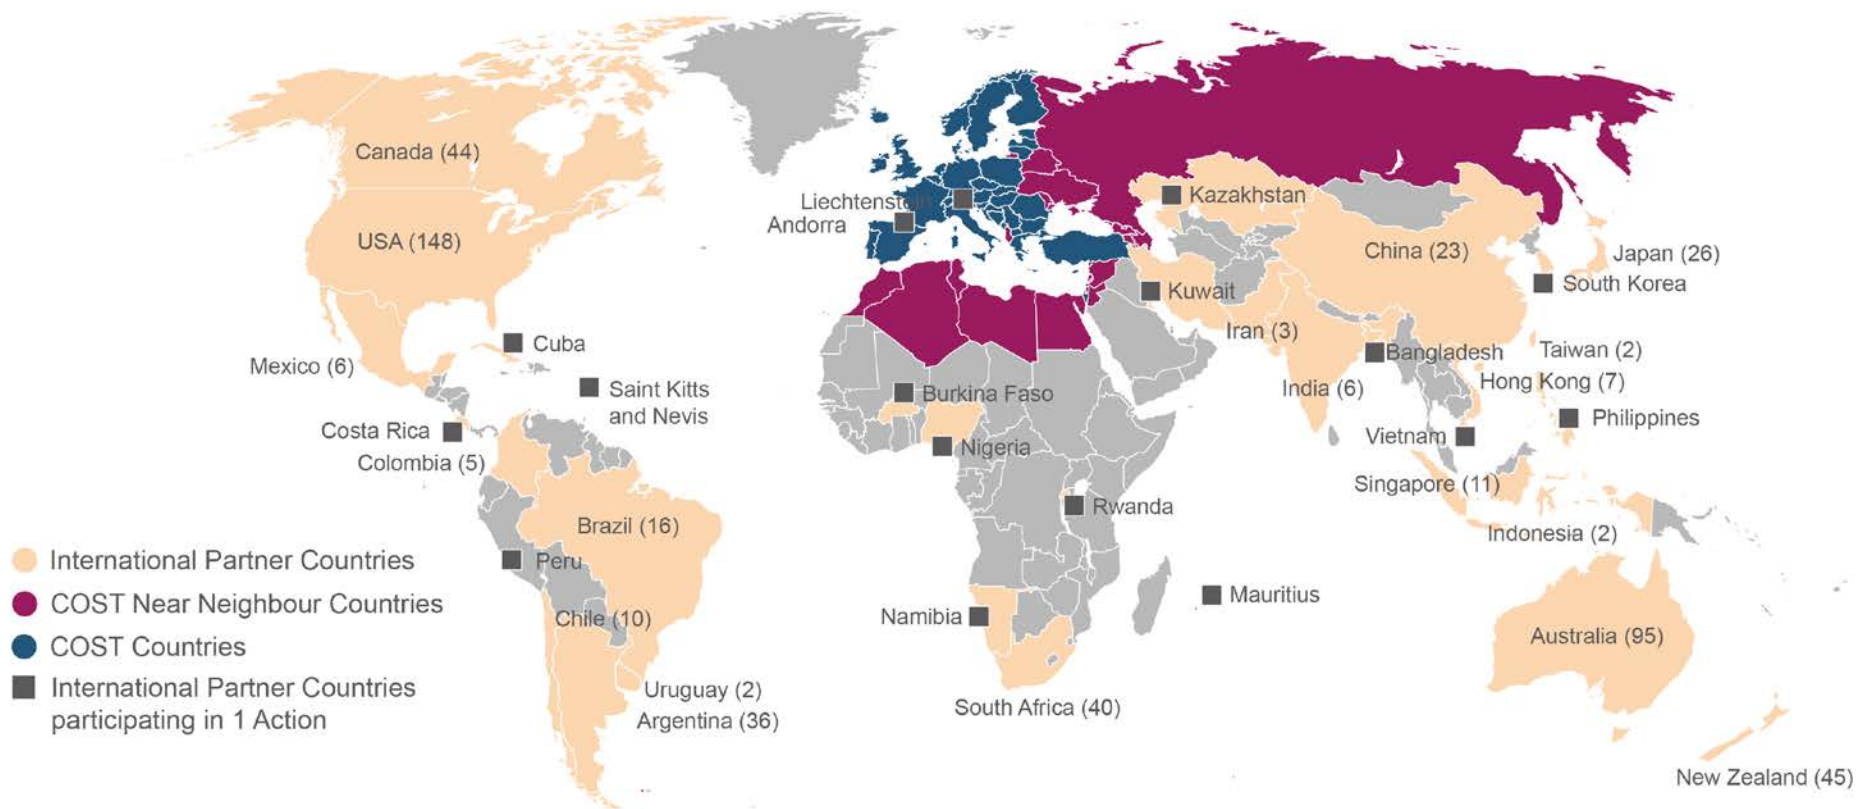 Canada (44)
USA (148)
Mexico (6)
Cuba
Saint Kitts
and Nevis
Costa Rica
Colombia (5)
Brazil (16)
Peru
Chile (10)
Uruguay (2)
Argentina (36)
Liechtenstein
Andorra
Kazakhstan
China (23)
Japan (26)
South Korea
Kuwait
Iran (3)
Bangladesh
Taiwan (2)
India (6)
Hong Kong (7)
Philippines
Vietnam
Singapore (11)
Indonesia (2)
Burkina Faso
Nigeria
Rwanda
Mauritius
Namibia
South Africa (40)
Australia (95)
New Zealand (45)
International Partner Countries
COST Near Neighbour Countries
COST Countries
International Partner Countries
participating in 1 Action